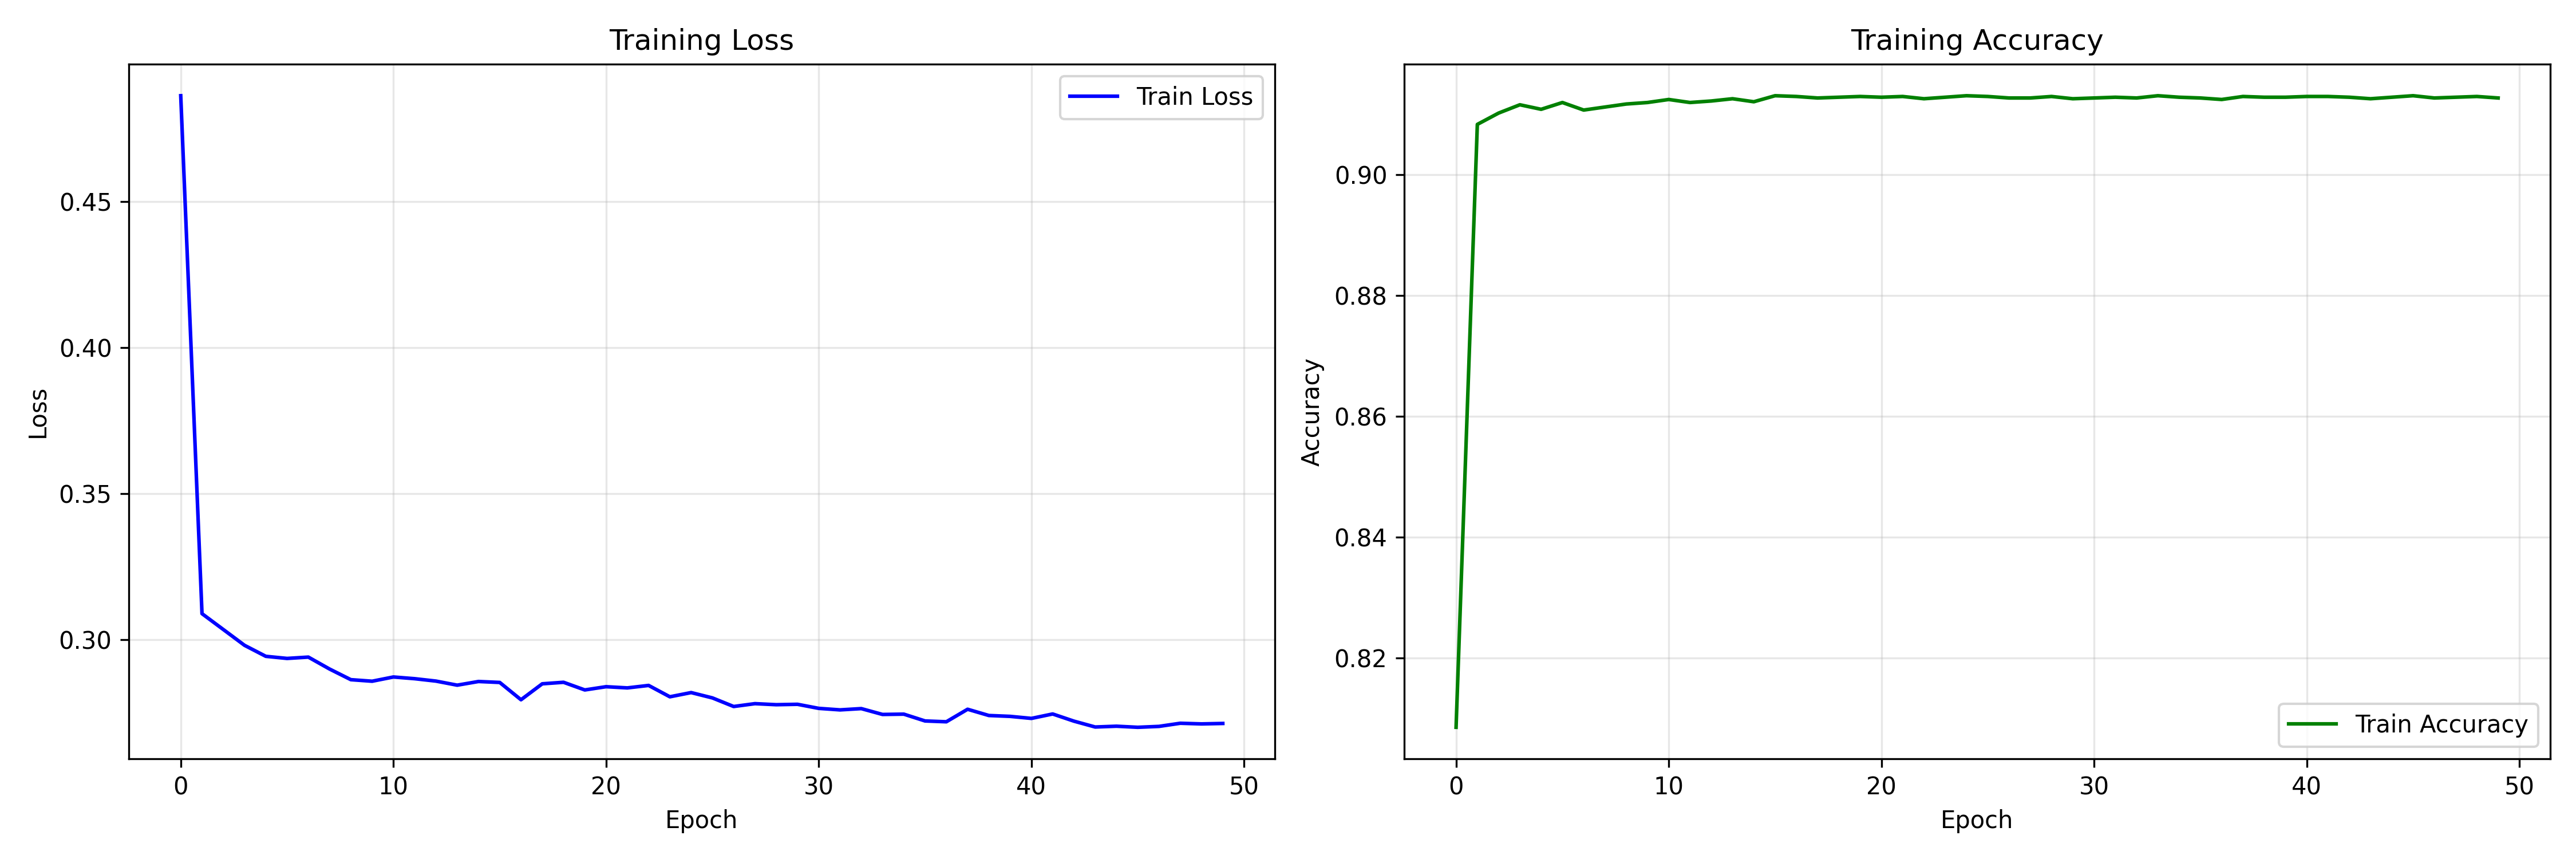 Training Loss
Train Loss
0.45
0.40
0.35
0.30
Loss
0 10 20 30 40 50
Epoch
Training Accuracy
0.90
0.88
0.86
0.84
0.82
Accuracy
Train Accuracy
0 10 20 30 40 50
Epoch